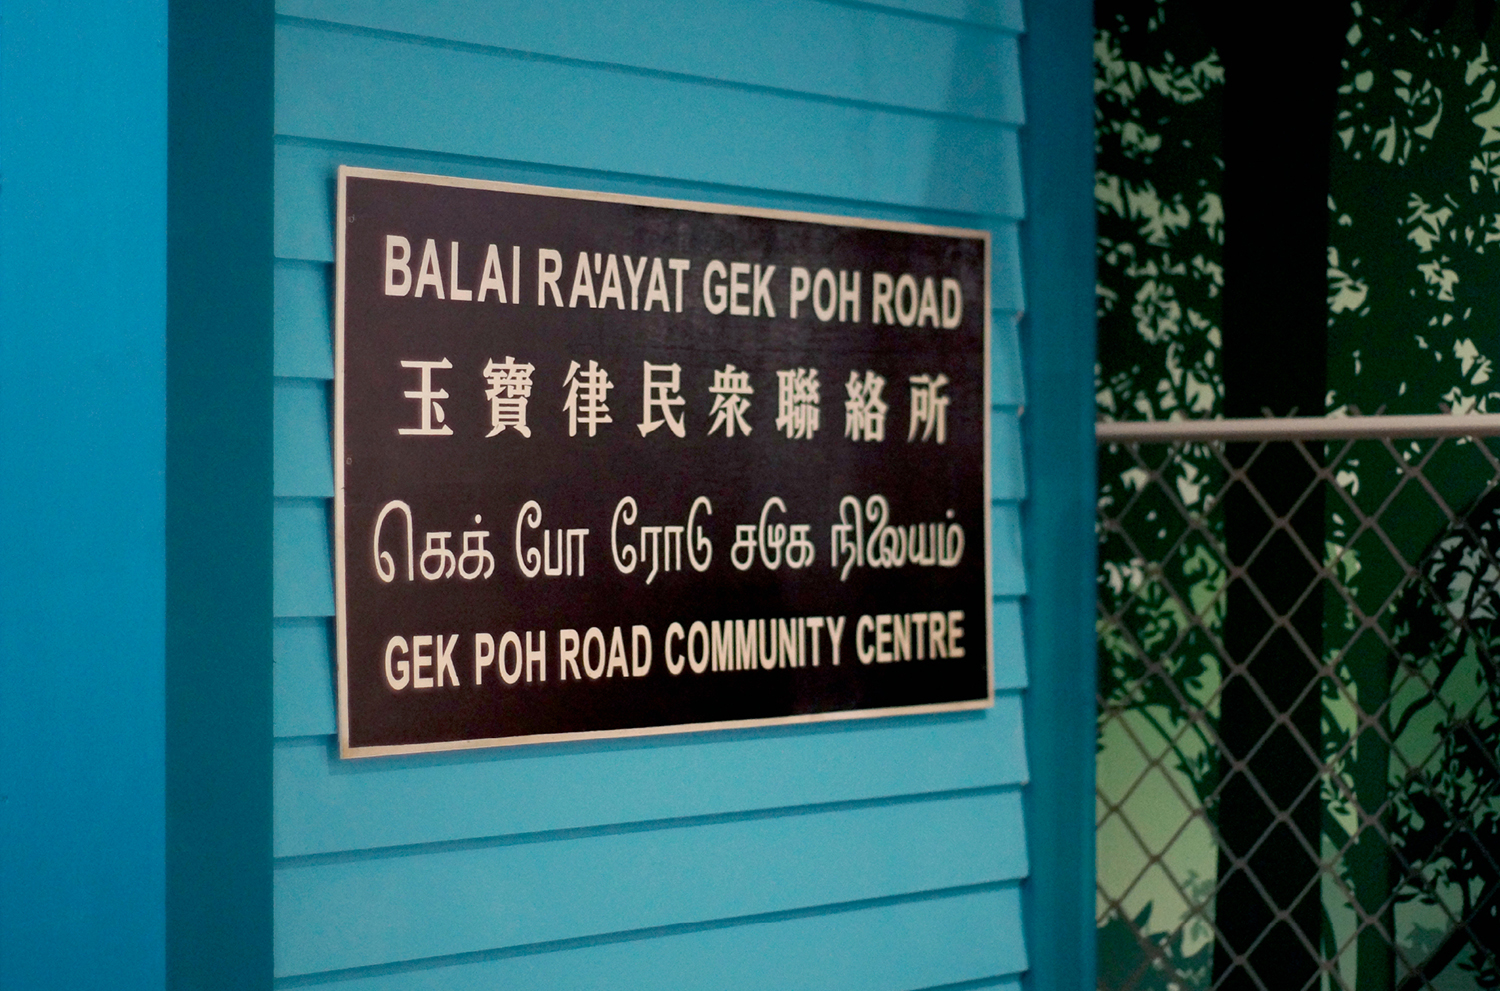 BALAI RA'AYAT GEK POH ROAD
玉寶律民衆聯絡所
கெக் போ ரோடு சமூக நிலையம்
GEK POH ROAD COMMUNITY CENTRE